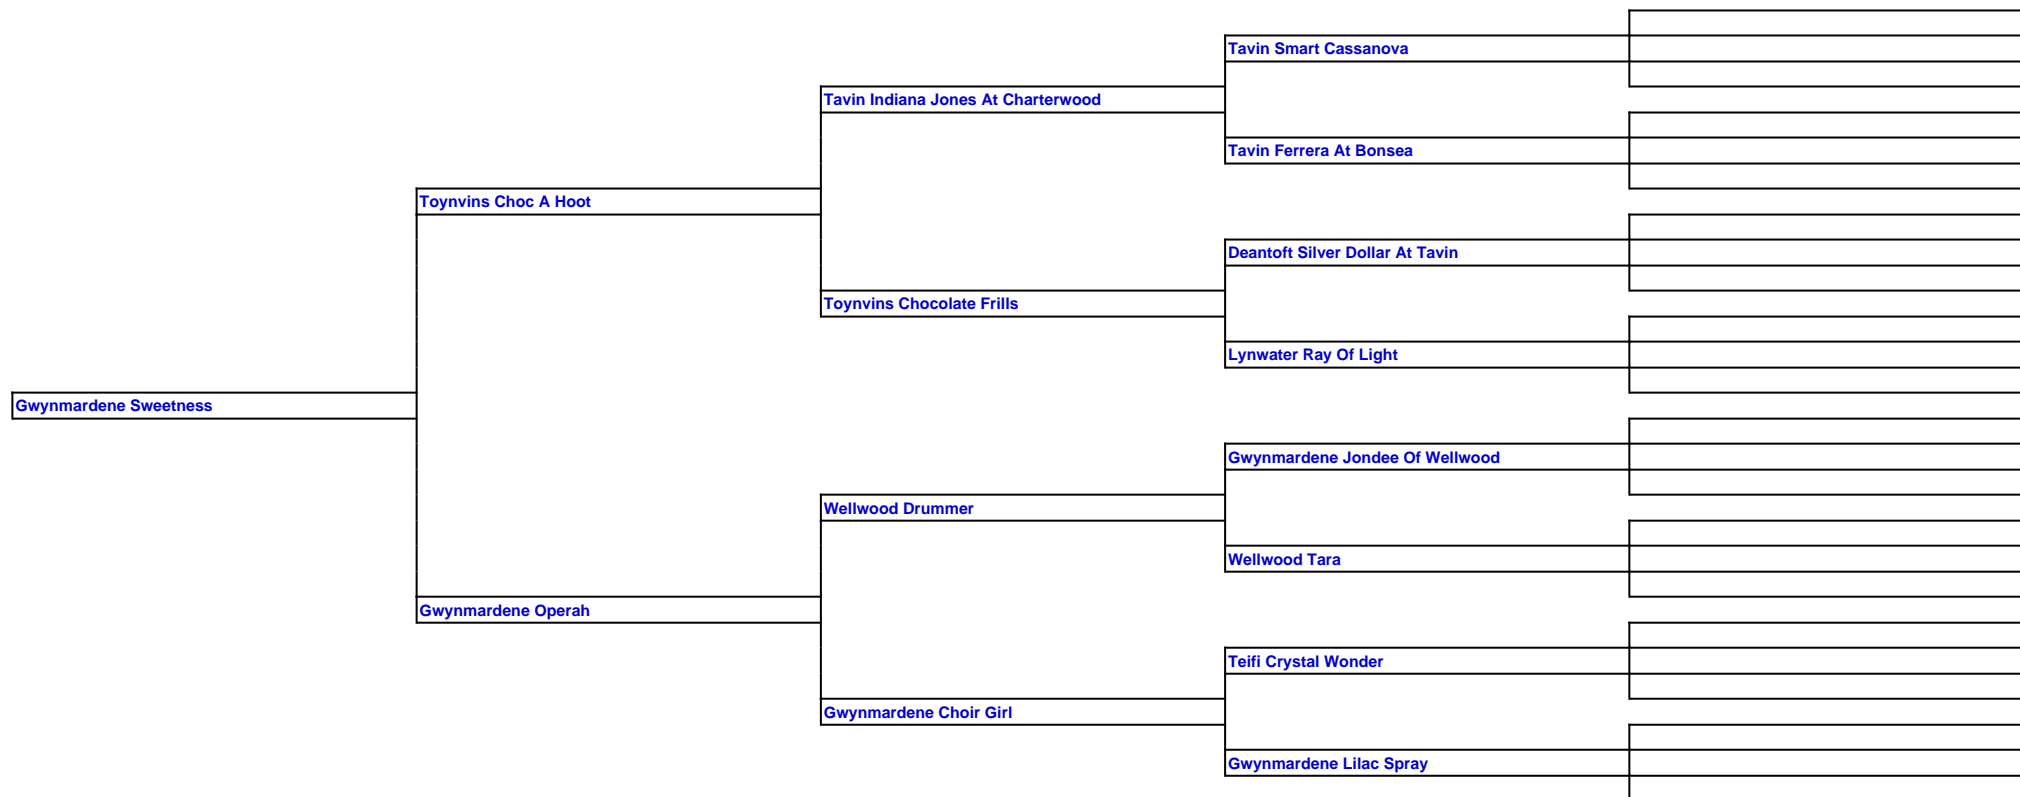 Tavin Smart Cassanova
Tavin Indiana Jones At Charterwood
Tavin Ferrera At Bonsea
Toynvins Choc A Hoot
Deantoft Silver Dollar At Tavin
Toynvins Chocolate Frills
Lynwater Ray Of Light
Gwynmardene Sweetness
Gwynmardene Jondee Of Wellwood
Wellwood Drummer
Wellwood Tara
Gwynmardene Operah
Teifi Crystal Wonder
Gwynmardene Choir Girl
Gwynmardene Lilac Spray